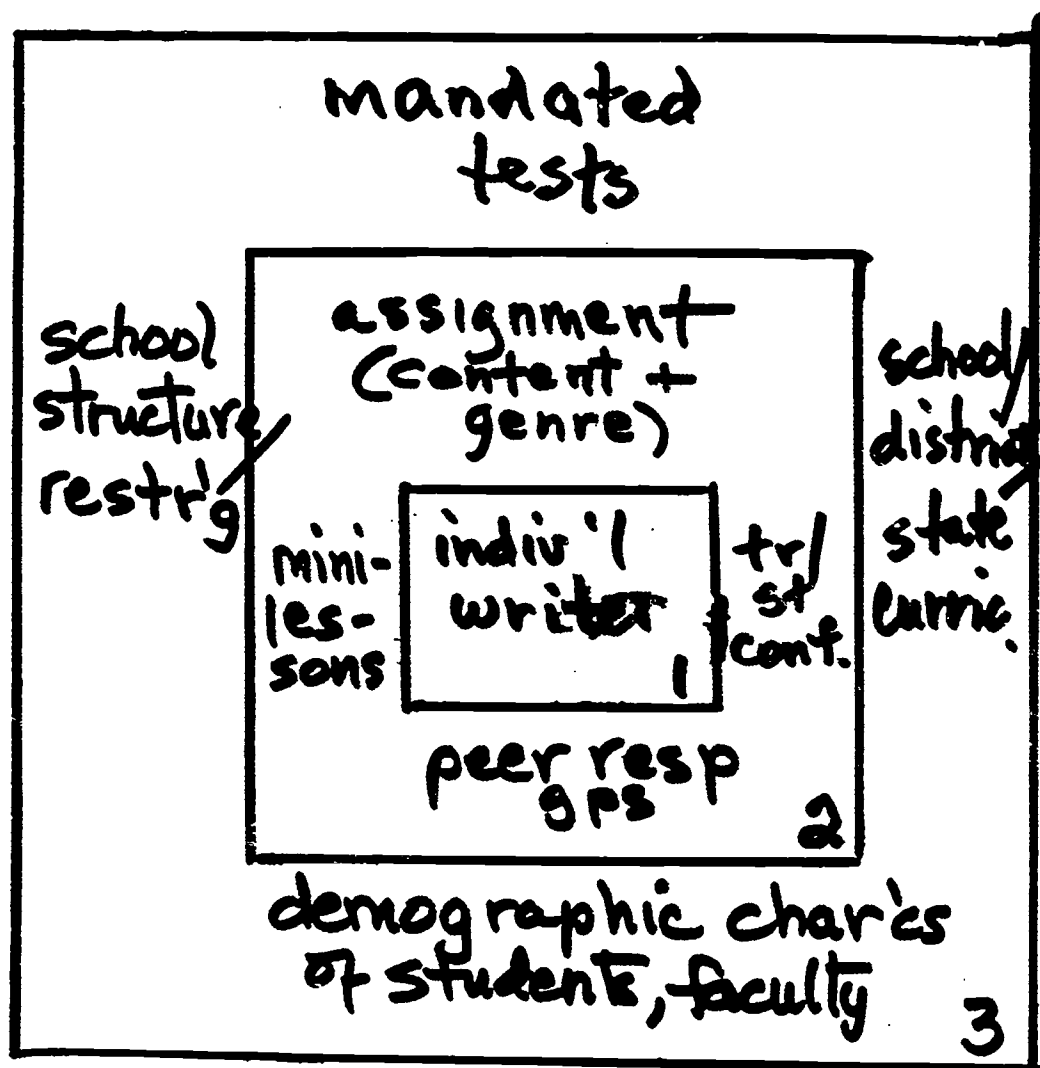 mandated
tests
school
structure/
restr'g
assignment
(content +
genre)
school/
district/
state
curric.
mini-
les-
sons
indiv'l
writer
1
tr/
st
conf.
peer resp
gps
2
demographic char'cs
of students, faculty
3